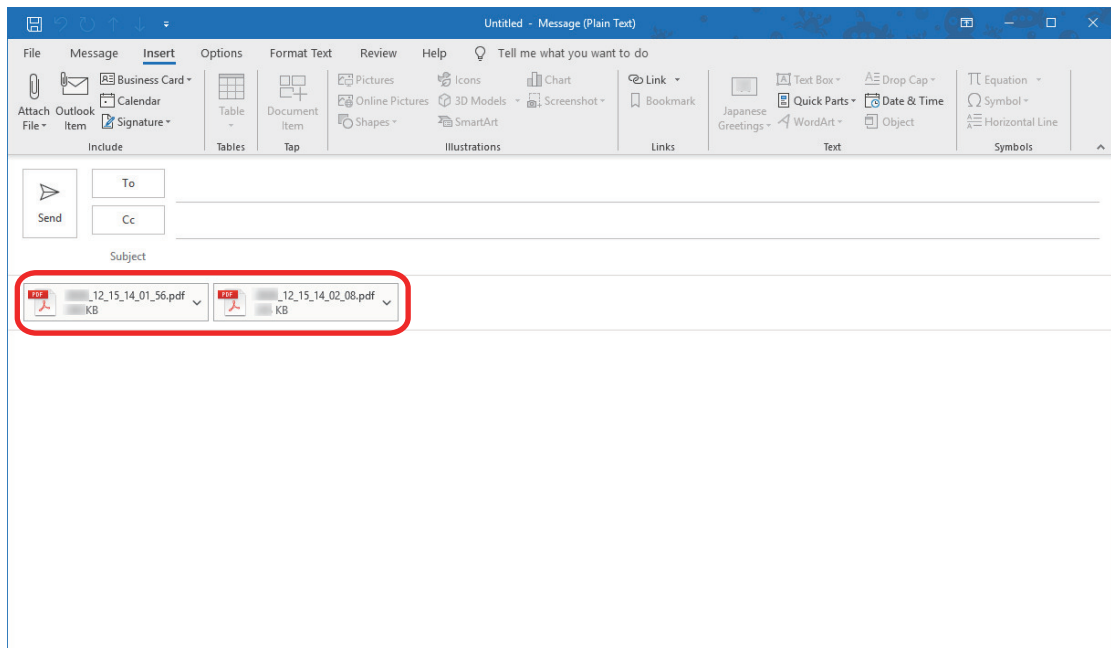 Untitled - Message (Plain Text)
File Message Insert Options Format Text Review Help Tell me what you want to do
Attach File
Outlook Item
Business Card
Calendar
Signature
Include
Table
Tables
Document Item
Tap
Pictures
Online Pictures
Shapes
Icons
3D Models
SmartArt
Chart
Screenshot
Illustrations
Link
Bookmark
Links
Japanese Greetings
Text Box
Quick Parts
WordArt
Drop Cap
Date & Time
Object
Text
Equation
Symbol
Horizontal Line
Symbols
Send
To
Cc
Subject
PDF
_12_15_14_01_56.pdf
KB
PDF
_12_15_14_02_08.pdf
KB